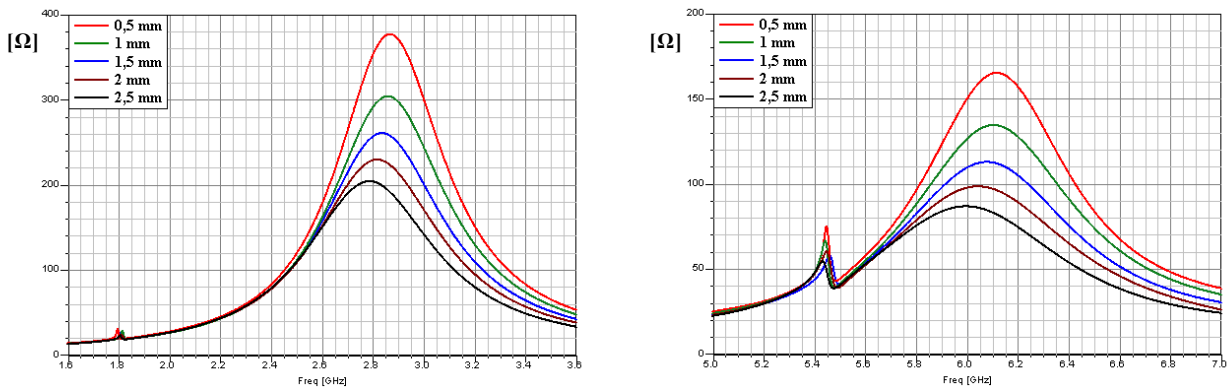 400
300
200
100
0
[Ω]
0,5 mm
1 mm
1,5 mm
2 mm
2,5 mm
1.6 1.8 2.0 2.2 2.4 2.6 2.8 3.0 3.2 3.4 3.6
Freq [GHz]
200
150
100
50
0
[Ω]
0,5 mm
1 mm
1,5 mm
2 mm
2,5 mm
5.0 5.2 5.4 5.6 5.8 6.0 6.2 6.4 6.6 6.8 7.0
Freq [GHz]